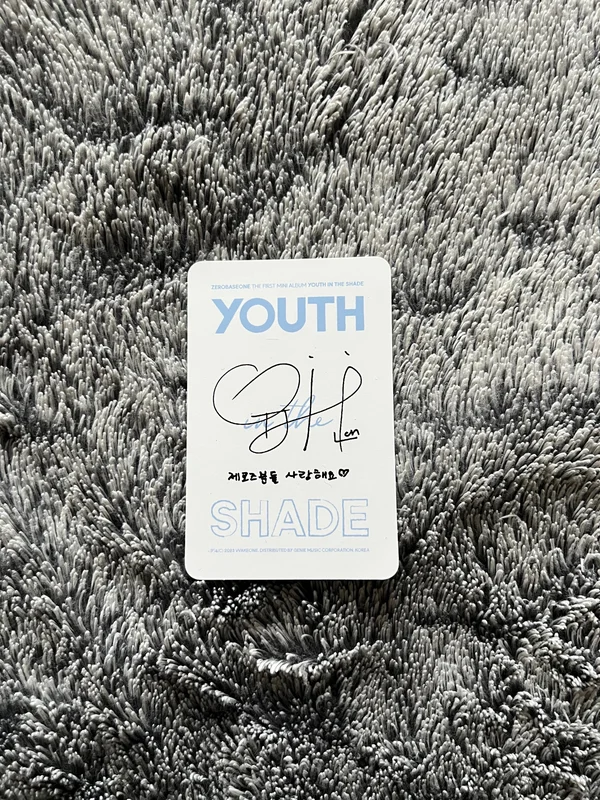 ZEROBASEONE THE FIRST MINI ALBUM YOUTH IN THE SHADE
YOUTH
in the
제로즈분들 사랑해요♡
SHADE